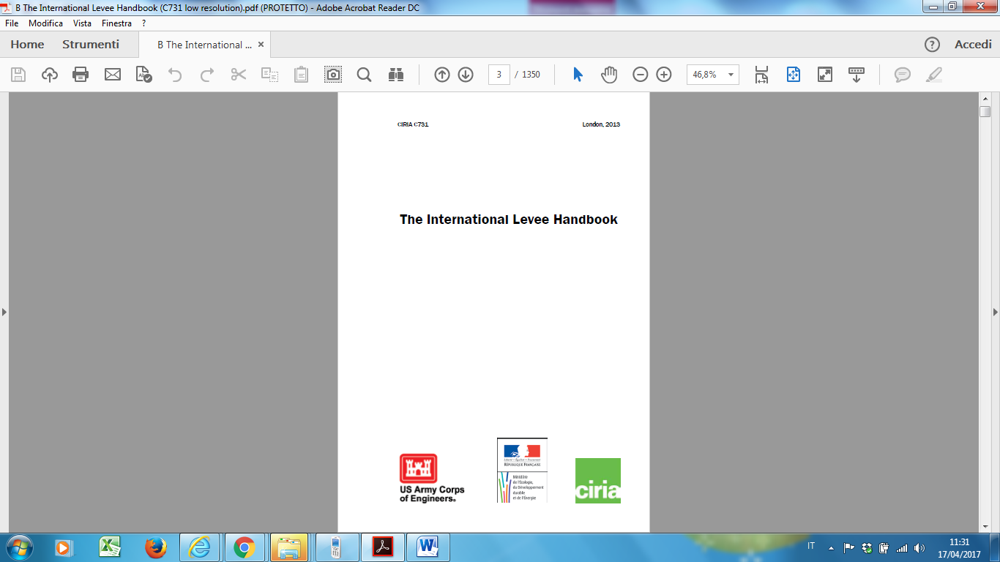 B The International Levee Handbook (C731 low resolution).pdf (PROTETTO) - Adobe Acrobat Reader DC
File Modifica Vista Finestra ?
Home Strumenti B The International ... × ? Accedi
3 / 1350 46,8%
CIRIA C731 London, 2013
The International Levee Handbook
Liberté • Égalité • Fraternité
RÉPUBLIQUE FRANÇAISE
Ministère
de l'Écologie,
du Développement
durable
et de l'Énergie
US Army Corps
of Engineers®
ciria
IT 11:31
17/04/2017